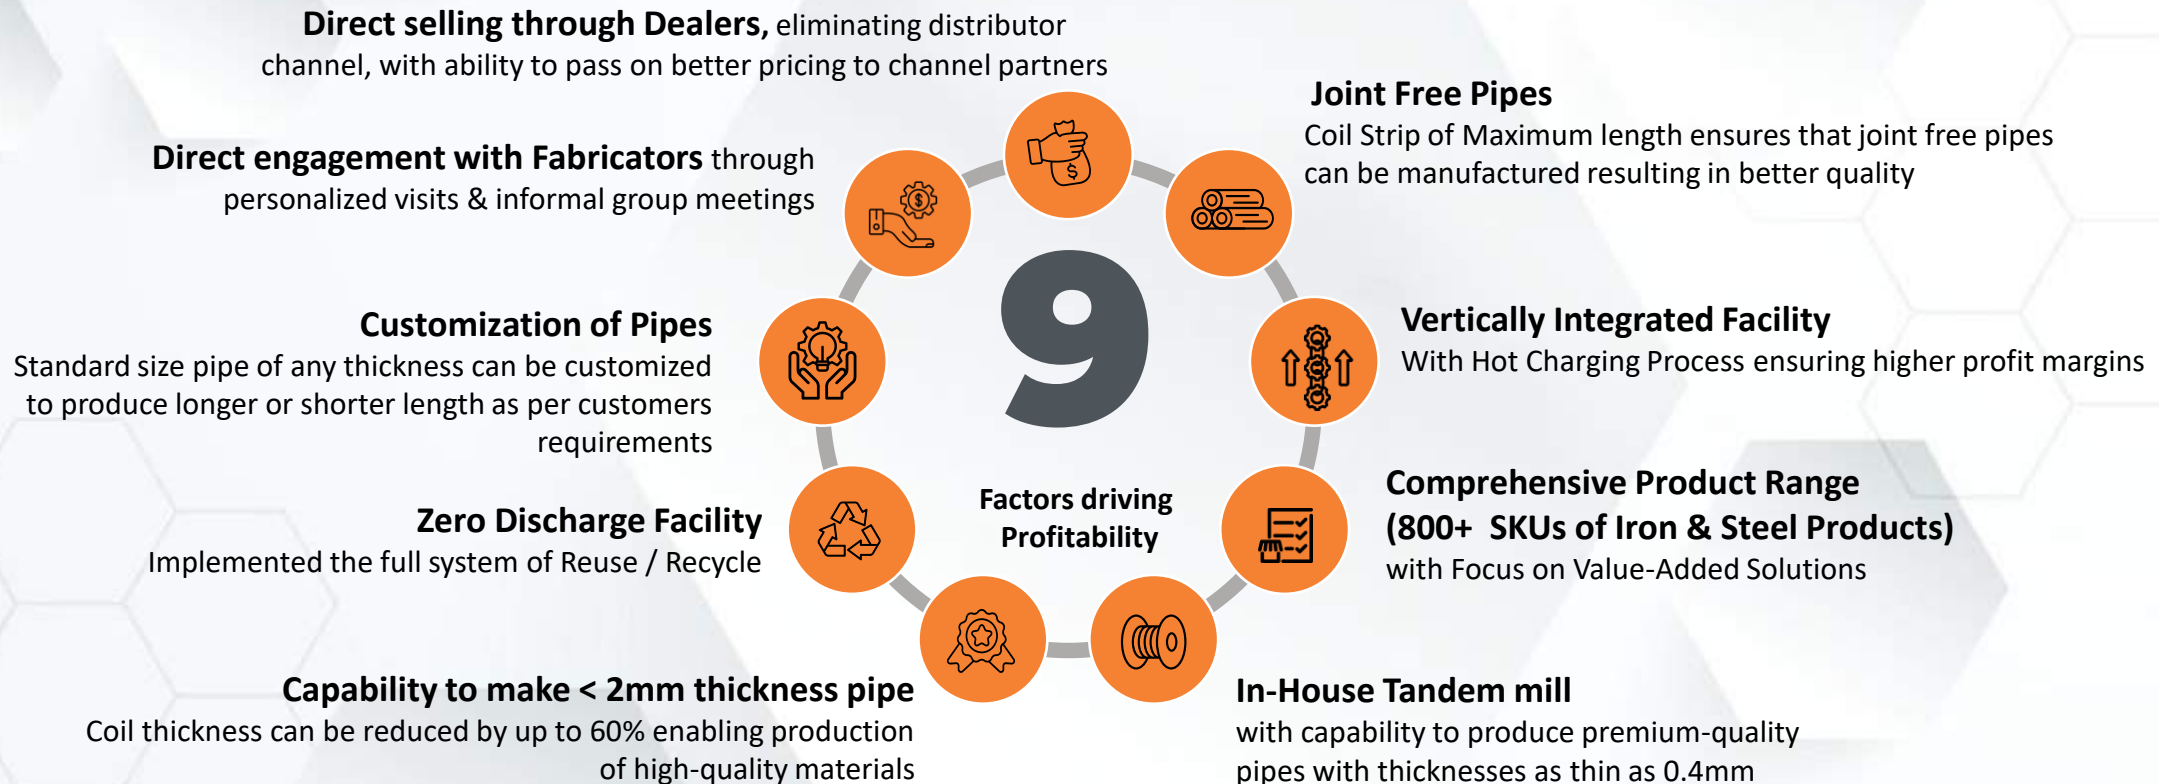 Direct selling through Dealers, eliminating distributor
channel, with ability to pass on better pricing to channel partners
Joint Free Pipes
Coil Strip of Maximum length ensures that joint free pipes
can be manufactured resulting in better quality
Direct engagement with Fabricators through
personalized visits & informal group meetings
Vertically Integrated Facility
With Hot Charging Process ensuring higher profit margins
Customization of Pipes
Standard size pipe of any thickness can be customized
to produce longer or shorter length as per customers
requirements
9
Factors driving
Profitability
Comprehensive Product Range
(800+ SKUs of Iron & Steel Products)
with Focus on Value-Added Solutions
Zero Discharge Facility
Implemented the full system of Reuse / Recycle
Capability to make < 2mm thickness pipe
Coil thickness can be reduced by up to 60% enabling production
of high-quality materials
In-House Tandem mill
with capability to produce premium-quality
pipes with thicknesses as thin as 0.4mm